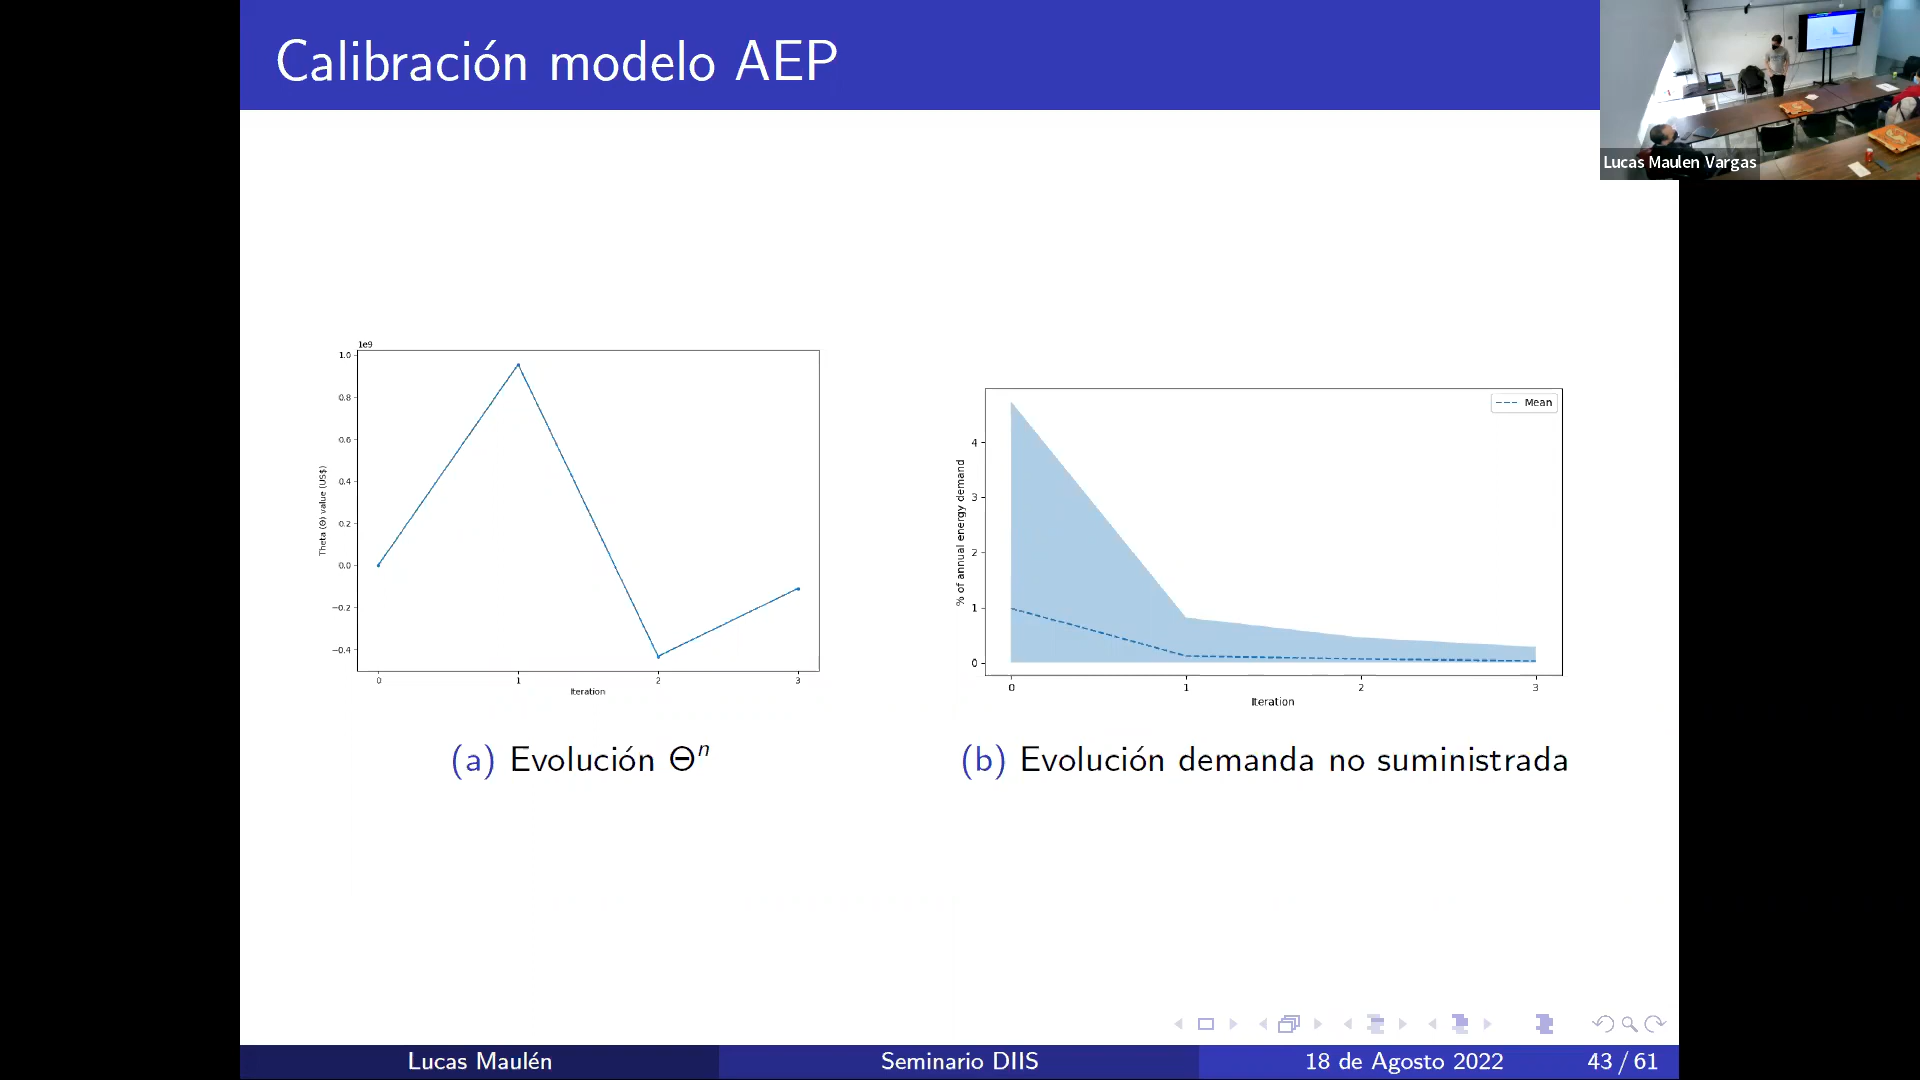 Calibración modelo AEP
Lucas Maulen Vargas
1e9
1.0
0.8
0.6
0.4
0.2
0.0
−0.2
−0.4
Theta (Θ) value (US$)
0 1 2 3
Iteration
Mean
4
3
2
1
0
% of annual energy demand
0 1 2 3
Iteration
(a) Evolución Θⁿ
(b) Evolución demanda no suministrada
Lucas Maulén Seminario DIIS 18 de Agosto 2022 43 / 61